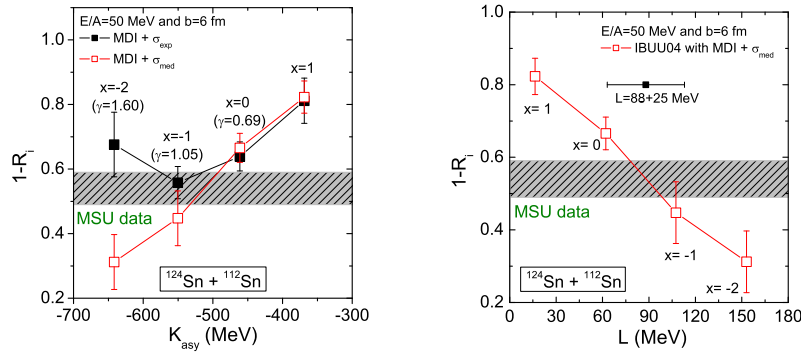 E/A=50 MeV and b=6 fm
MDI + σexp
MDI + σmed
x=1
x=-2
(γ=1.60)
x=0
(γ=0.69)
x=-1
(γ=1.05)
MSU data
¹²⁴Sn + ¹¹²Sn
1.0
0.8
0.6
0.4
0.2
1-Ri
-700 -600 -500 -400 -300
Kasy (MeV)
E/A=50 MeV and b=6 fm
IBUU04 with MDI + σmed
L=88+25 MeV
x= 1
x= 0
MSU data
x= -1
x= -2
¹²⁴Sn + ¹¹²Sn
1.0
0.8
0.6
0.4
0.2
1-Ri
0 30 60 90 120 150 180
L (MeV)